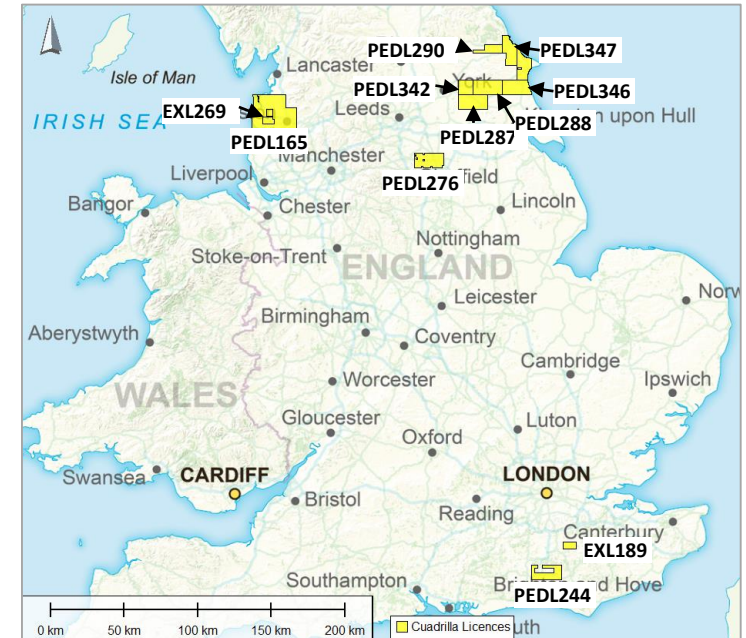 PEDL290
PEDL347
Lancaster
Isle of Man
York
PEDL342
PEDL346
EXL269
Leeds
upon Hull
IRISH SEA
PEDL288
PEDL287
PEDL165
Manchester
Liverpool
PEDL276
Bangor
Lincoln
Chester
Nottingham
Stoke-on-Trent
ENGLAND
Leicester
Norw
Birmingham
Aberystwyth
Coventry
Cambridge
Worcester
Ipswich
WALES
Gloucester
Luton
Oxford
Swansea
CARDIFF
LONDON
Bristol
Reading
Canterbury
EXL189
Southampton
and Hove
PEDL244
0 km 50 km 100 km 150 km 200 km
Cuadrilla Licences
uth